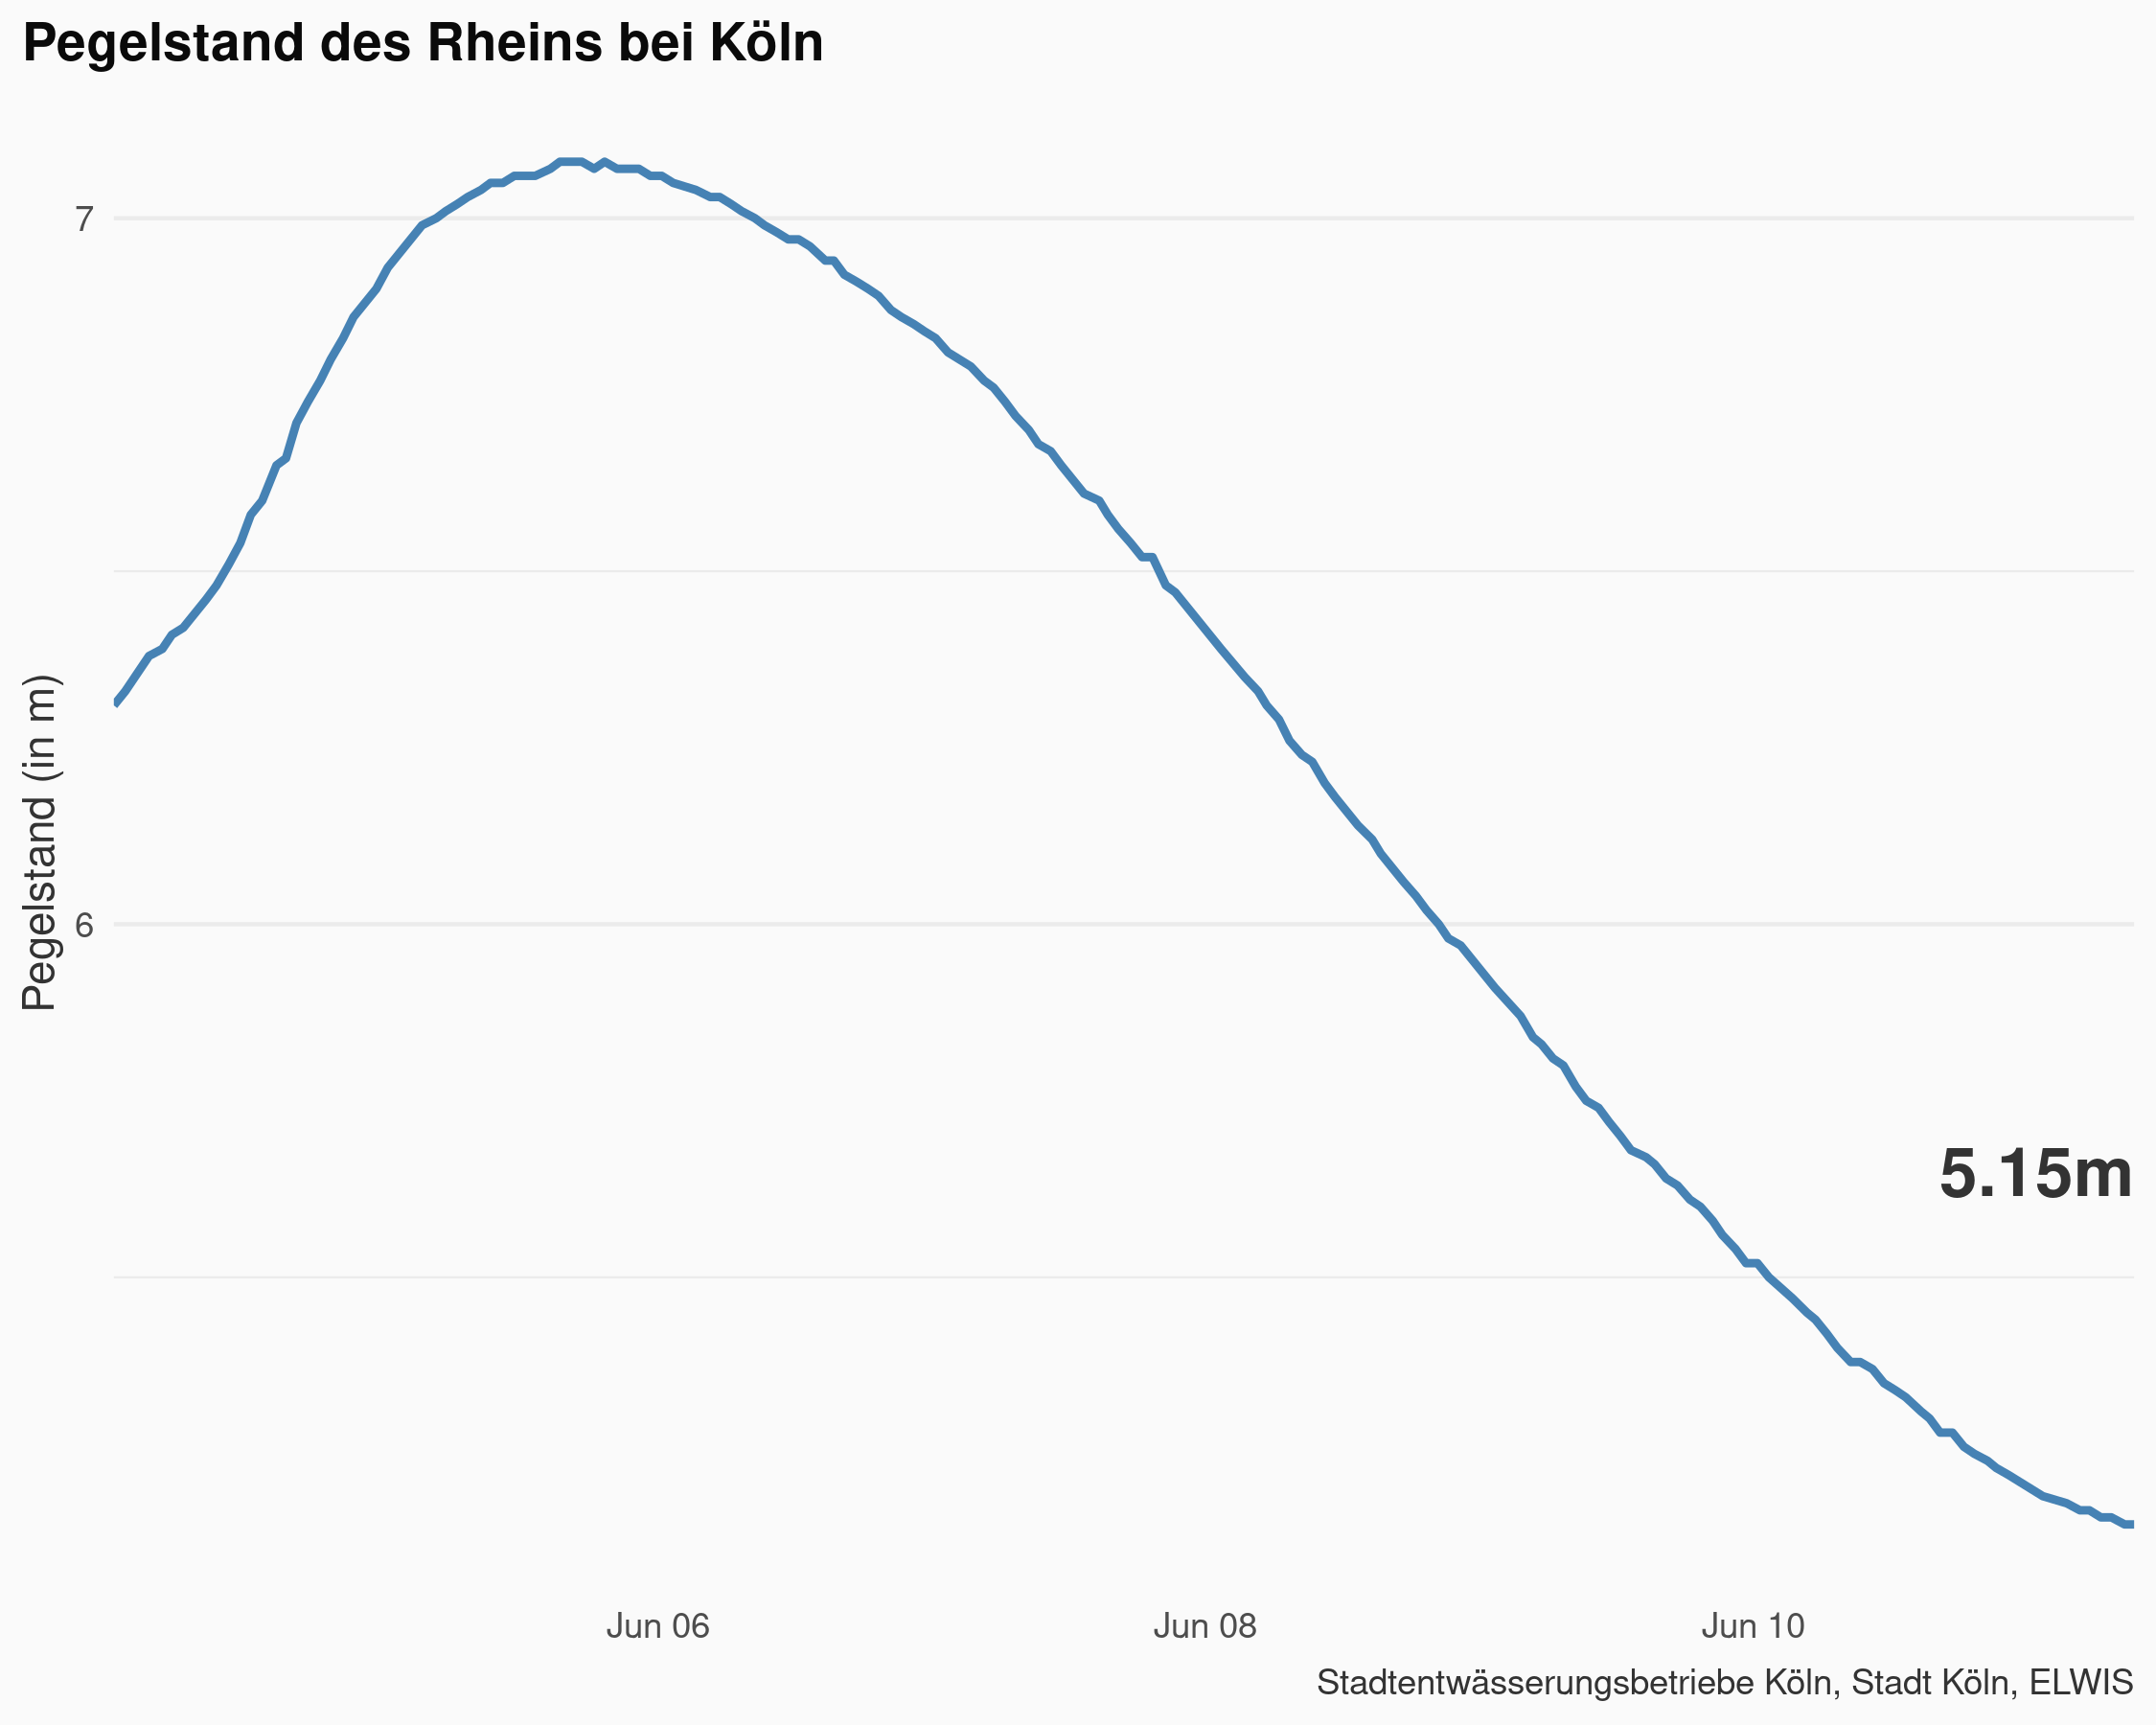 Pegelstand des Rheins bei Köln
Pegelstand (in m)
7
6
5.15m
Jun 06
Jun 08
Jun 10
Stadtentwässerungsbetriebe Köln, Stadt Köln, ELWIS